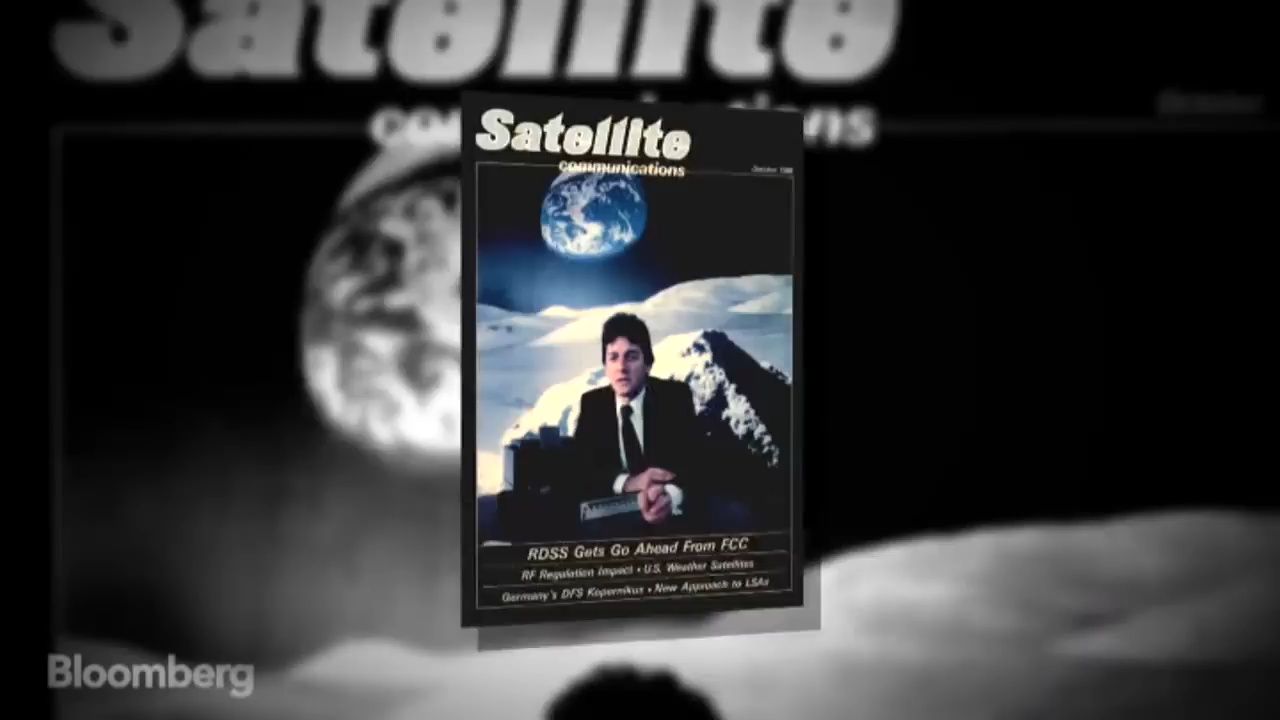 Satellite
Satellite
communications
RDSS Gets Go Ahead From FCC
RF Regulation Impact • U.S. Weather Satellites
Germany's DFS Kopernikus • New Approach to LSAs
Bloomberg